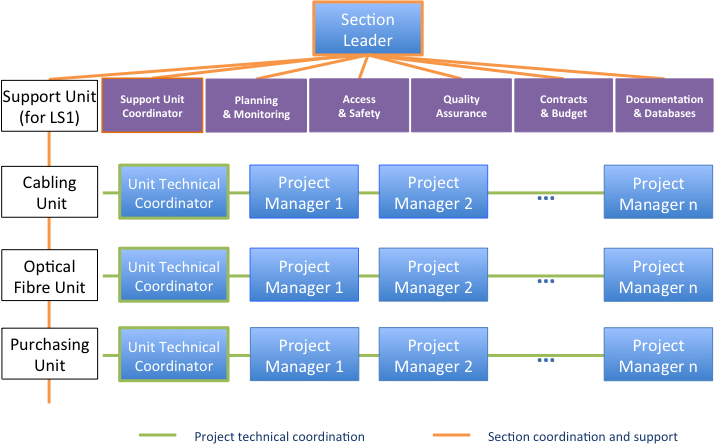 Section
Leader
Support Unit
(for LS1)
Support Unit
Coordinator
Planning
& Monitoring
Access
& Safety
Quality
Assurance
Contracts
& Budget
Documentation
& Databases
Cabling
Unit
Unit Technical
Coordinator
Project
Manager 1
Project
Manager 2
...
Project
Manager n
Optical
Fibre Unit
Unit Technical
Coordinator
Project
Manager 1
Project
Manager 2
...
Project
Manager n
Purchasing
Unit
Unit Technical
Coordinator
Project
Manager 1
Project
Manager 2
...
Project
Manager n
Project technical coordination
Section coordination and support